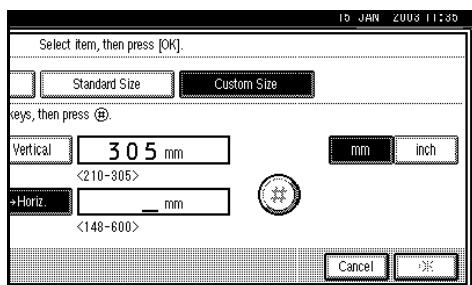 15 JAN 2003 11:35
Select item, then press [OK].
Standard Size Custom Size
keys, then press (#).
Vertical 305 mm mm inch
<210-305>
→Horiz. _ mm #
<148-600>
Cancel OK